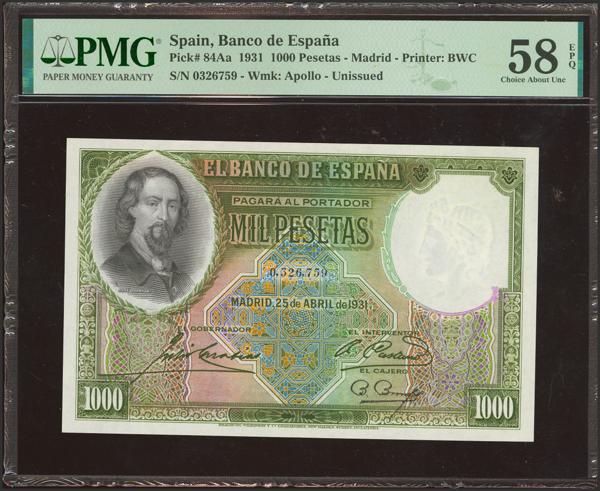 PMG
PAPER MONEY GUARANTY
Spain, Banco de España
Pick# 84Aa 1931 1000 Pesetas - Madrid - Printer: BWC
S/N 0326759 - Wmk: Apollo - Unissued
58 EPQ
Choice About Unc
EL BANCO DE ESPAÑA
PAGARÁ AL PORTADOR
MIL PESETAS
0,326,759
MADRID, 25 de ABRIL de 1931
EL GOBERNADOR
EL INTERVENTOR
EL CAJERO
1000
1000